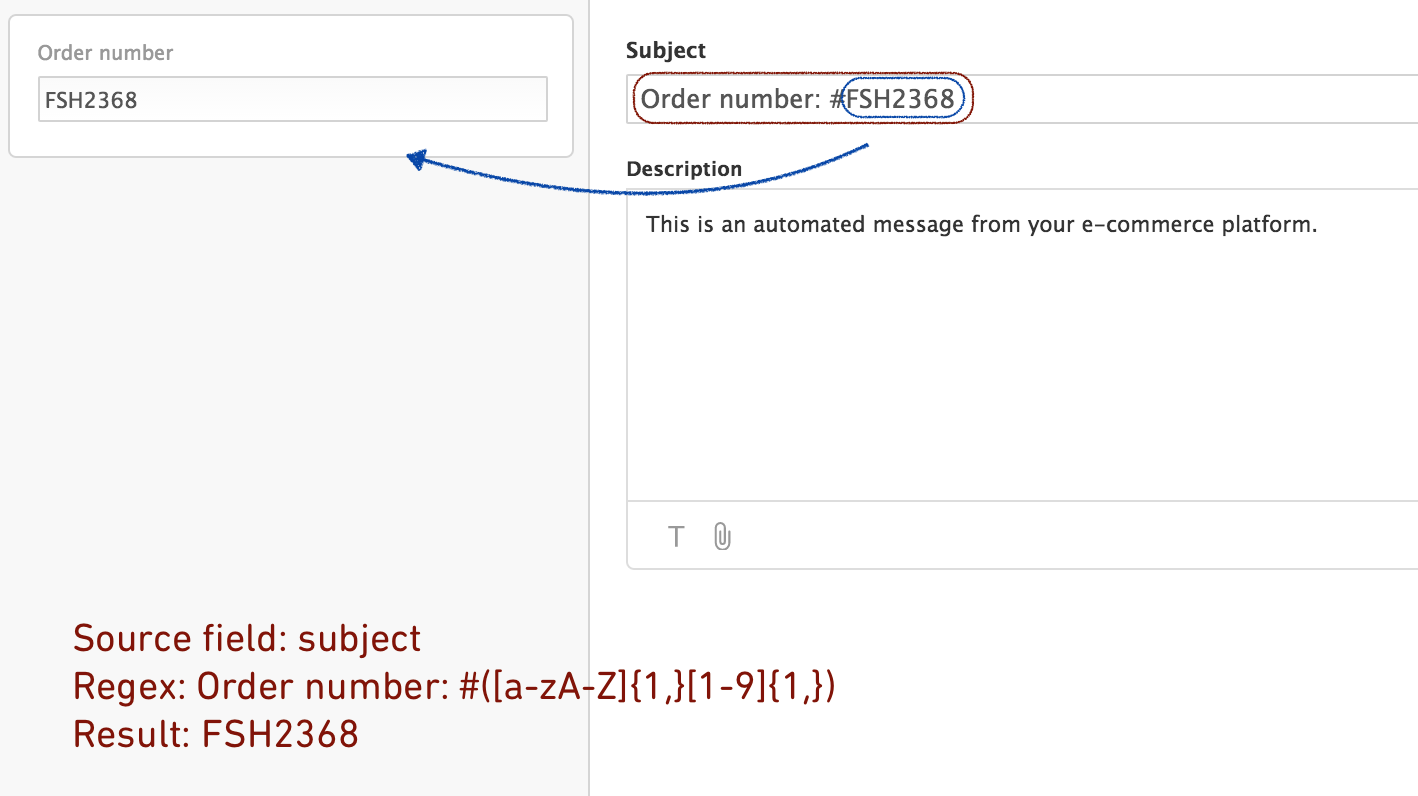 Order number
FSH2368
Subject
Order number: #FSH2368
Description
This is an automated message from your e-commerce platform.
T
Source field: subject
Regex: Order number: #([a-zA-Z]{1,}[1-9]{1,})
Result: FSH2368